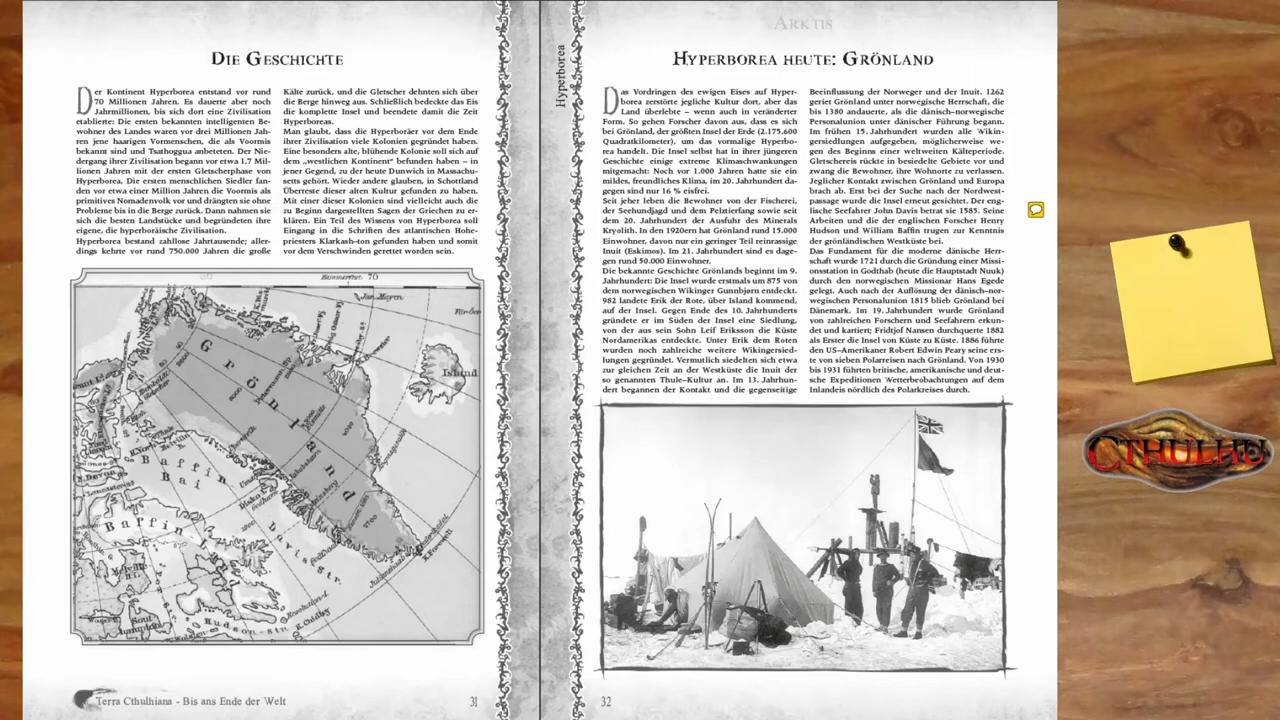 Die Geschichte
Der Kontinent Hyperborea entstand vor rund
70 Millionen Jahren. Es dauerte aber noch
Jahrmillionen, bis sich dort eine Zivilisation
etablierte: Die ersten bekannten intelligenten Be-
wohner des Landes waren vor drei Millionen Jah-
ren jene haarigen Vormenschen, die als Voormis
bekannt sind und Tsathoggua anbeteten. Der Nie-
dergang ihrer Zivilisation begann vor etwa 1,7 Mil-
lionen Jahren mit der ersten Gletscherphase von
Hyperborea. Die ersten menschlichen Siedler fan-
den vor etwa einer Million Jahren die Voormis als
primitives Nomadenvolk vor und drängten sie ohne
Probleme bis in die Berge zurück. Dann nahmen sie
sich die besten Landstücke und begründeten ihre
eigene, die hyperboräische Zivilisation.
Hyperborea bestand zahllose Jahrtausende; aller-
dings kehrte vor rund 750.000 Jahren die große
Kälte zurück, und die Gletscher dehnten sich über
die Berge hinweg aus. Schließlich bedeckte das Eis
die komplette Insel und beendete damit die Zeit
Hyperboreas.
Man glaubt, dass die Hyperboräer vor dem Ende
ihrer Zivilisation viele Kolonien gegründet haben.
Eine besonders alte, blühende Kolonie soll sich auf
dem „westlichen Kontinent“ befunden haben – in
jener Gegend, zu der heute Dunwich in Massachu-
setts gehört. Wieder andere glauben, in Schottland
Überreste dieser alten Kultur gefunden zu haben.
Mit einer dieser Kolonien sind vielleicht auch die
zu Beginn dargestellten Sagen der Griechen zu er-
klären. Ein Teil des Wissens von Hyperborea soll
Eingang in die Schriften des atlantischen Hohe-
priesters Klarkash-ton gefunden haben und somit
vor dem Verschwinden gerettet worden sein.
70
Jan Mayen
Island
Grönland
Baffin
Bai
Baffin
Davis Str.
Hudson-str.
Terra Cthulhiana - Bis ans Ende der Welt
31
Hyperborea
Arktis
Hyperborea heute: Grönland
Das Vordringen des ewigen Eises auf Hyper-
borea zerstörte jegliche Kultur dort, aber das
Land überlebte – wenn auch in veränderter
Form. So gehen Forscher davon aus, dass es sich
bei Grönland, der größten Insel der Erde (2.175.600
Quadratkilometer), um das vormalige Hyperbo-
rea handelt. Die Insel selbst hat in ihrer jüngeren
Geschichte einige extreme Klimaschwankungen
mitgemacht: Noch vor 1.000 Jahren hatte sie ein
mildes, freundliches Klima, im 20. Jahrhundert da-
gegen sind nur 16 % eisfrei.
Seit jeher leben die Bewohner von der Fischerei,
der Seehundjagd und dem Pelztierfang sowie seit
dem 20. Jahrhundert der Ausfuhr des Minerals
Kryolith. In den 1920ern hat Grönland rund 15.000
Einwohner, davon nur ein geringer Teil reinrassige
Inuit (Eskimos). Im 21. Jahrhundert sind es dage-
gen rund 50.000 Einwohner.
Die bekannte Geschichte Grönlands beginnt im 9.
Jahrhundert: Die Insel wurde erstmals um 875 von
dem norwegischen Wikinger Gunnbjørn entdeckt.
982 landete Erik der Rote, über Island kommend,
auf der Insel. Gegen Ende des 10. Jahrhunderts
gründete er im Süden der Insel eine Siedlung,
von der aus sein Sohn Leif Eriksson die Küste
Nordamerikas entdeckte. Unter Erik dem Roten
wurden noch zahlreiche weitere Wikingersied-
lungen gegründet. Vermutlich siedelten sich etwa
zur gleichen Zeit an der Westküste die Inuit der
so genannten Thule-Kultur an. Im 13. Jahrhun-
dert begannen der Kontakt und die gegenseitige
Beeinflussung der Norweger und der Inuit. 1262
geriet Grönland unter norwegische Herrschaft, die
bis 1380 andauerte, als die dänisch-norwegische
Personalunion unter dänischer Führung begann.
Im frühen 15. Jahrhundert wurden alle Wikin-
gersiedlungen aufgegeben, möglicherweise we-
gen des Beginns einer weltweiten Kälteperiode.
Gletschereis rückte in besiedelte Gebiete vor und
zwang die Bewohner, ihre Wohnorte zu verlassen.
Jeglicher Kontakt zwischen Grönland und Europa
brach ab. Erst bei der Suche nach der Nordwest-
passage wurde die Insel erneut gesichtet. Der eng-
lische Seefahrer John Davis betrat sie 1585. Seine
Arbeiten und die der englischen Forscher Henry
Hudson und William Baffin trugen zur Kenntnis
der grönländischen Westküste bei.
Das Fundament für die moderne dänische Herr-
schaft wurde 1721 durch die Gründung einer Missi-
onsstation in Godthab (heute die Hauptstadt Nuuk)
durch den norwegischen Missionar Hans Egede
gelegt. Auch nach der Auflösung der dänisch-nor-
wegischen Personalunion 1815 blieb Grönland bei
Dänemark. Im 19. Jahrhundert wurde Grönland
von zahlreichen Forschern und Seefahrern erkun-
det und kartiert; Fridtjof Nansen durchquerte 1882
als Erster die Insel von Küste zu Küste. 1886 führte
den US-Amerikaner Robert Edwin Peary seine ers-
te von sieben Polarreisen nach Grönland. Von 1930
bis 1931 führten britische, amerikanische und deut-
sche Expeditionen Wetterbeobachtungen auf dem
Inlandeis nördlich des Polarkreises durch.
32
CTHULHU